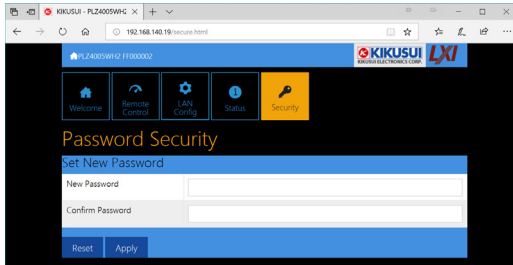 KIKUSUI - PLZ4005WH2
192.168.140.19/secure.html
PLZ4005WH2 FF000002
KIKUSUI
KIKUSUI ELECTRONICS CORP.
LXI
Welcome
Remote Control
LAN Config
Status
Security
Password Security
Set New Password
New Password
Confirm Password
Reset
Apply